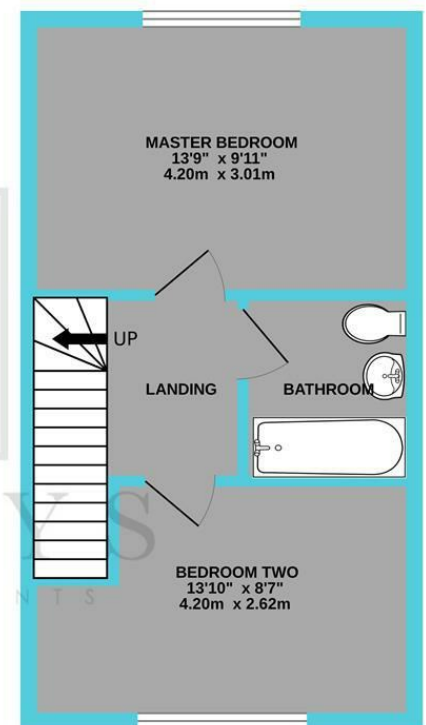 MASTER BEDROOM
13'9" x 9'11"
4.20m x 3.01m
UP
LANDING
BATHROOM
Y S
BEDROOM TWO
13'10" x 8'7"
4.20m x 2.62m
N T S